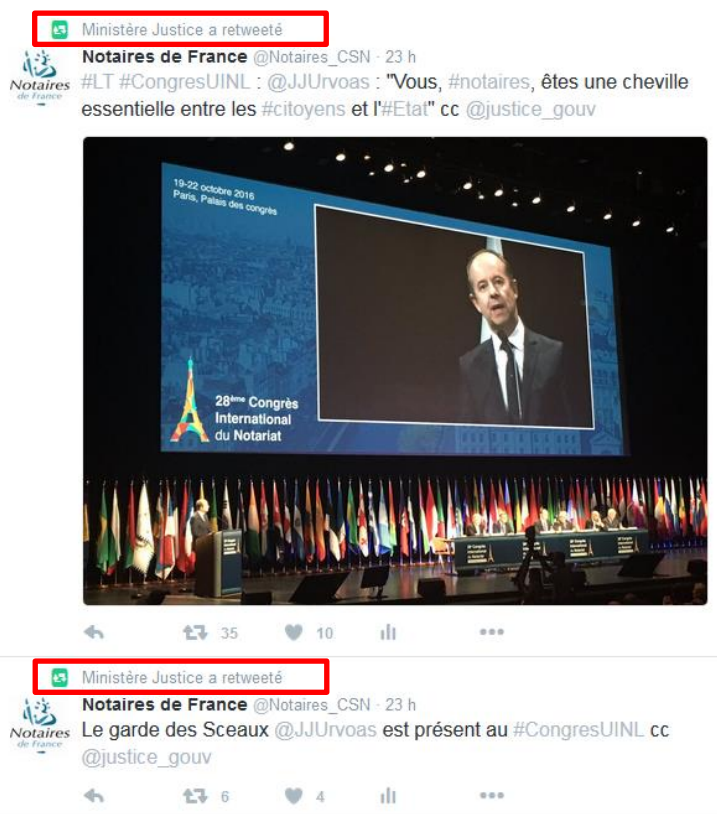 Ministère Justice a retweeté
Notaires de France @Notaires_CSN · 23 h
Notaires
de France
#LT #CongresUINL : @JJUrvoas : "Vous, #notaires, êtes une cheville
essentielle entre les #citoyens et l'#Etat" cc @justice_gouv
19-22 octobre 2016
Paris, Palais des congrès
28ème Congrès
International
du Notariat
35
10
Ministère Justice a retweeté
Notaires de France @Notaires_CSN · 23 h
Notaires
de France
Le garde des Sceaux @JJUrvoas est présent au #CongresUINL cc
@justice_gouv
6
4